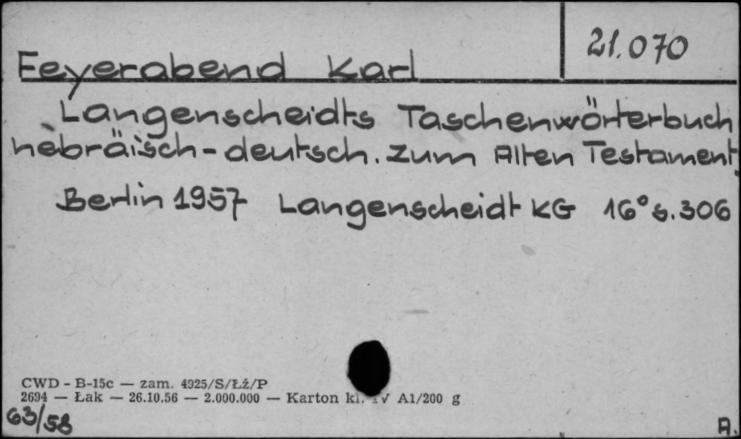 21.070
Feyerabend Karl
Langenscheidts Taschenwörterbuch
hebräisch-deutsch. zum Alten Testament.
Berlin 1957 Langenscheidt KG 16° s. 306
CWD - B-15c — zam. 4925/S/Łź/P
2694 — Łak — 26.10.56 — 2.000.000 — Karton kl. IV A1/200 g
63/58
A.